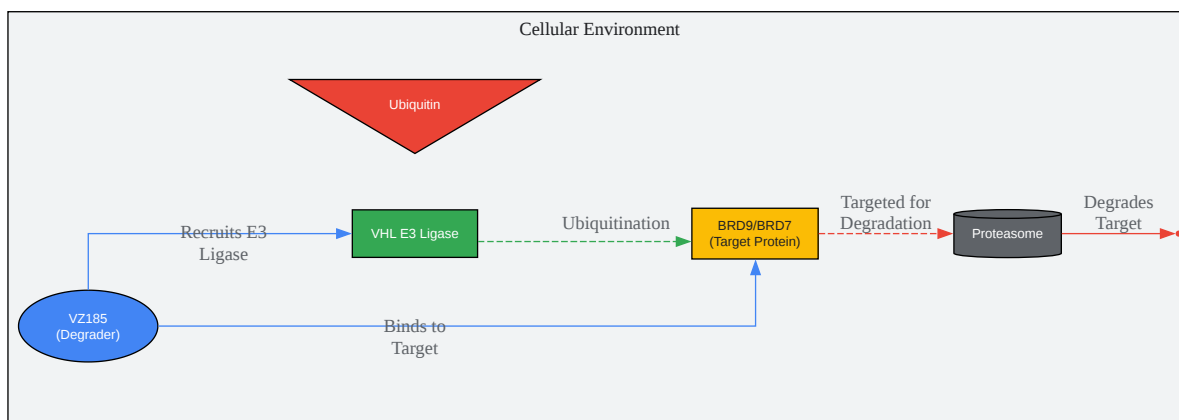 Cellular Environment
Ubiquitin
Recruits E3
Ligase
VHL E3 Ligase
Ubiquitination
BRD9/BRD7
(Target Protein)
Targeted for
Degradation
Proteasome
Degrades
Target
VZ185
(Degrader)
Binds to
Target